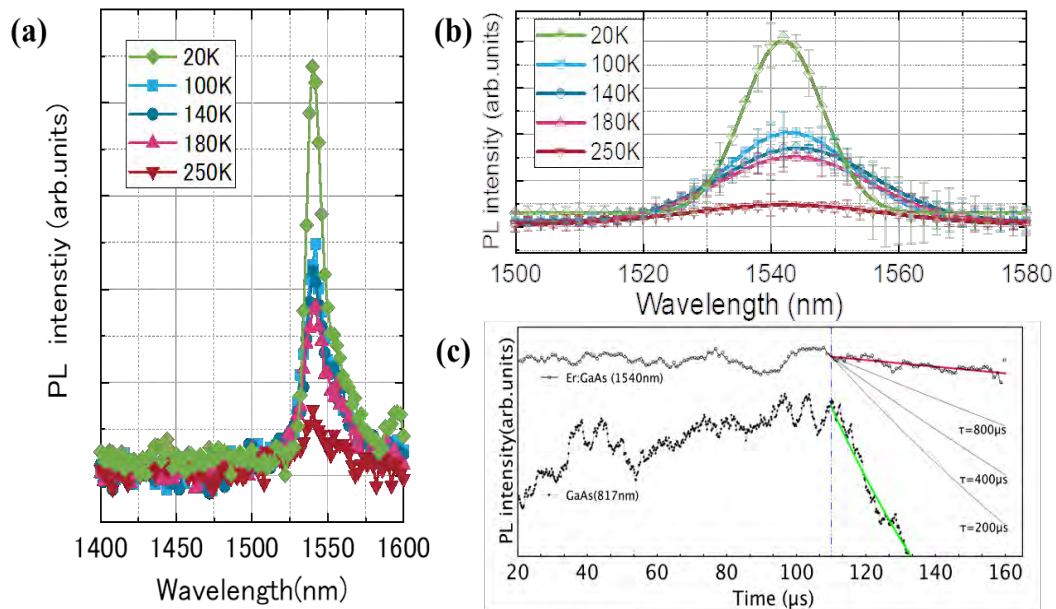 (a)
20K
100K
140K
180K
250K
PL intenstiy (arb.units)
1400 1450 1500 1550 1600
Wavelength(nm)
(b)
20K
100K
140K
180K
250K
PL intensity (arb.units)
1500 1520 1540 1560 1580
Wavelength (nm)
(c)
Er:GaAs (1540nm)
GaAs(817nm)
τ=800μs
τ=400μs
τ=200μs
PL intensity(arb.units)
20 40 60 80 100 120 140 160
Time (μs)